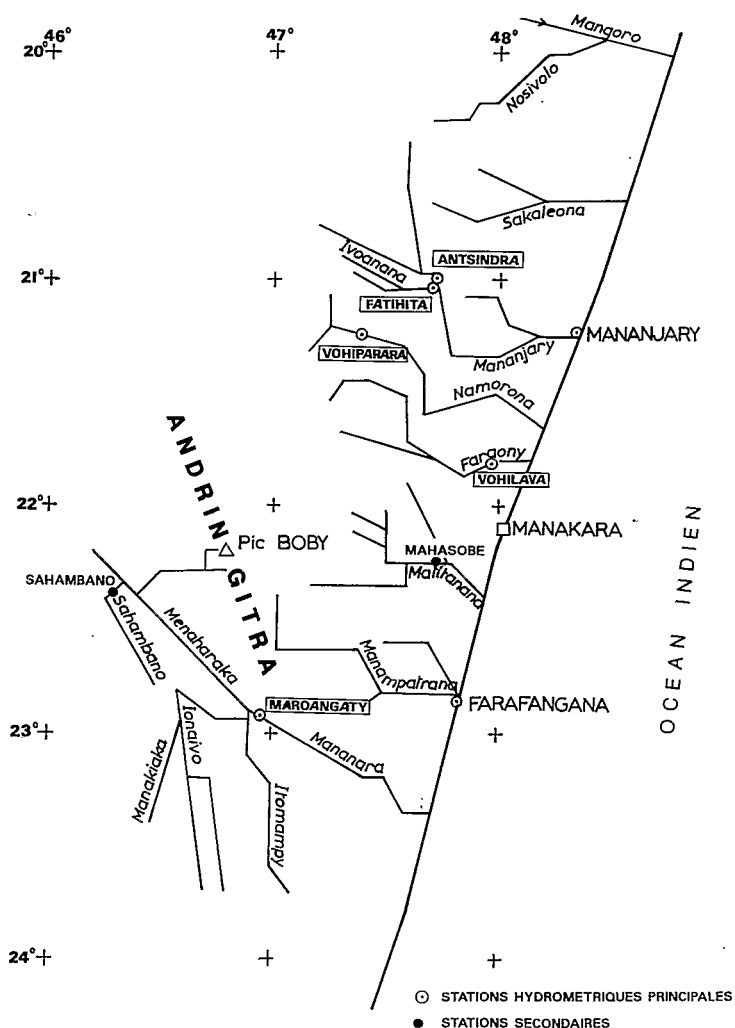 46° 47° 48°
20°
Mangoro
Nosivolo
Sakaleona
Ivoanana
ANTSINDRA
21°
FATIHITA
VOHIPARARA
MANANJARY
Mananjary
Namorona
ANDRINGITRA
Faraony
VOHILAVA
22°
MANAKARA
Pic BOBY
MAHASOBE
Matitanana
SAHAMBANO
Sahambano
Menaharaka
OCEAN INDIEN
Manampatrana
MAROANGATY
FARAFANGANA
23°
Ionaivo
Mananara
Manakiaka
Itomampy
24°
STATIONS HYDROMETRIQUES PRINCIPALES
STATIONS SECONDAIRES